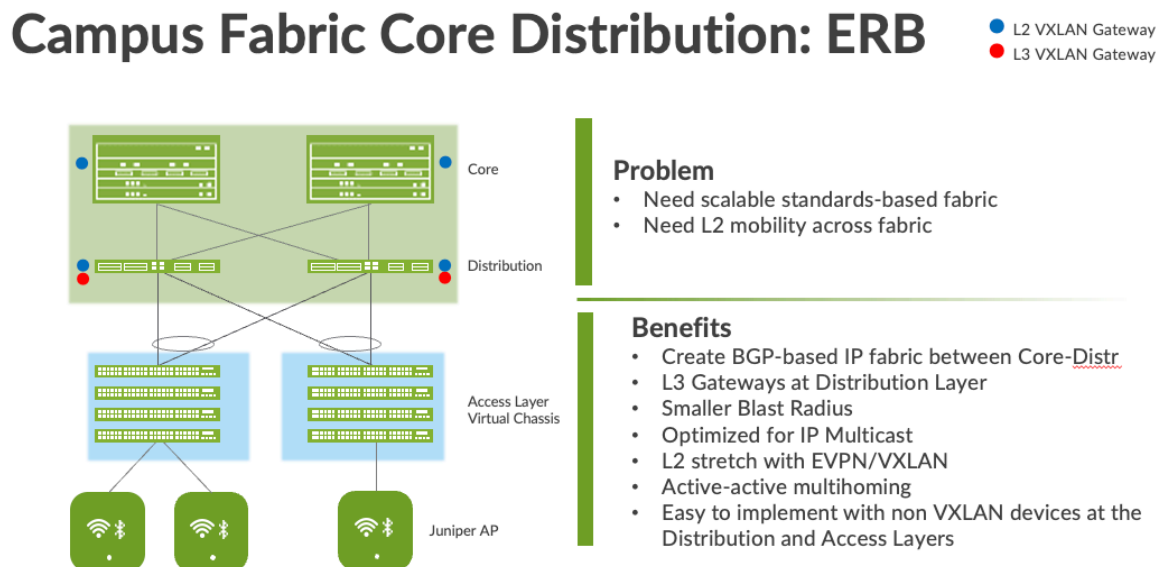 Campus Fabric Core Distribution: ERB
L2 VXLAN Gateway
L3 VXLAN Gateway
Core
Distribution
Access Layer
Virtual Chassis
Juniper AP
Problem
• Need scalable standards-based fabric
• Need L2 mobility across fabric
Benefits
• Create BGP-based IP fabric between Core-Distr
• L3 Gateways at Distribution Layer
• Smaller Blast Radius
• Optimized for IP Multicast
• L2 stretch with EVPN/VXLAN
• Active-active multihoming
• Easy to implement with non VXLAN devices at the
Distribution and Access Layers